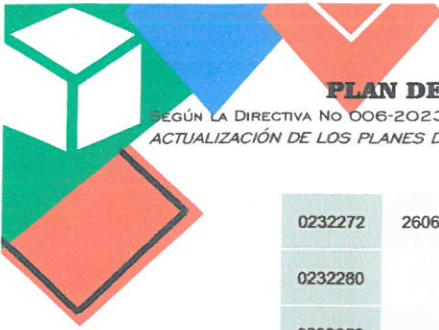 PLAN DE
SEGÚN LA DIRECTIVA No 006-2023
ACTUALIZACIÓN DE LOS PLANES D
0232272 2606
0232280